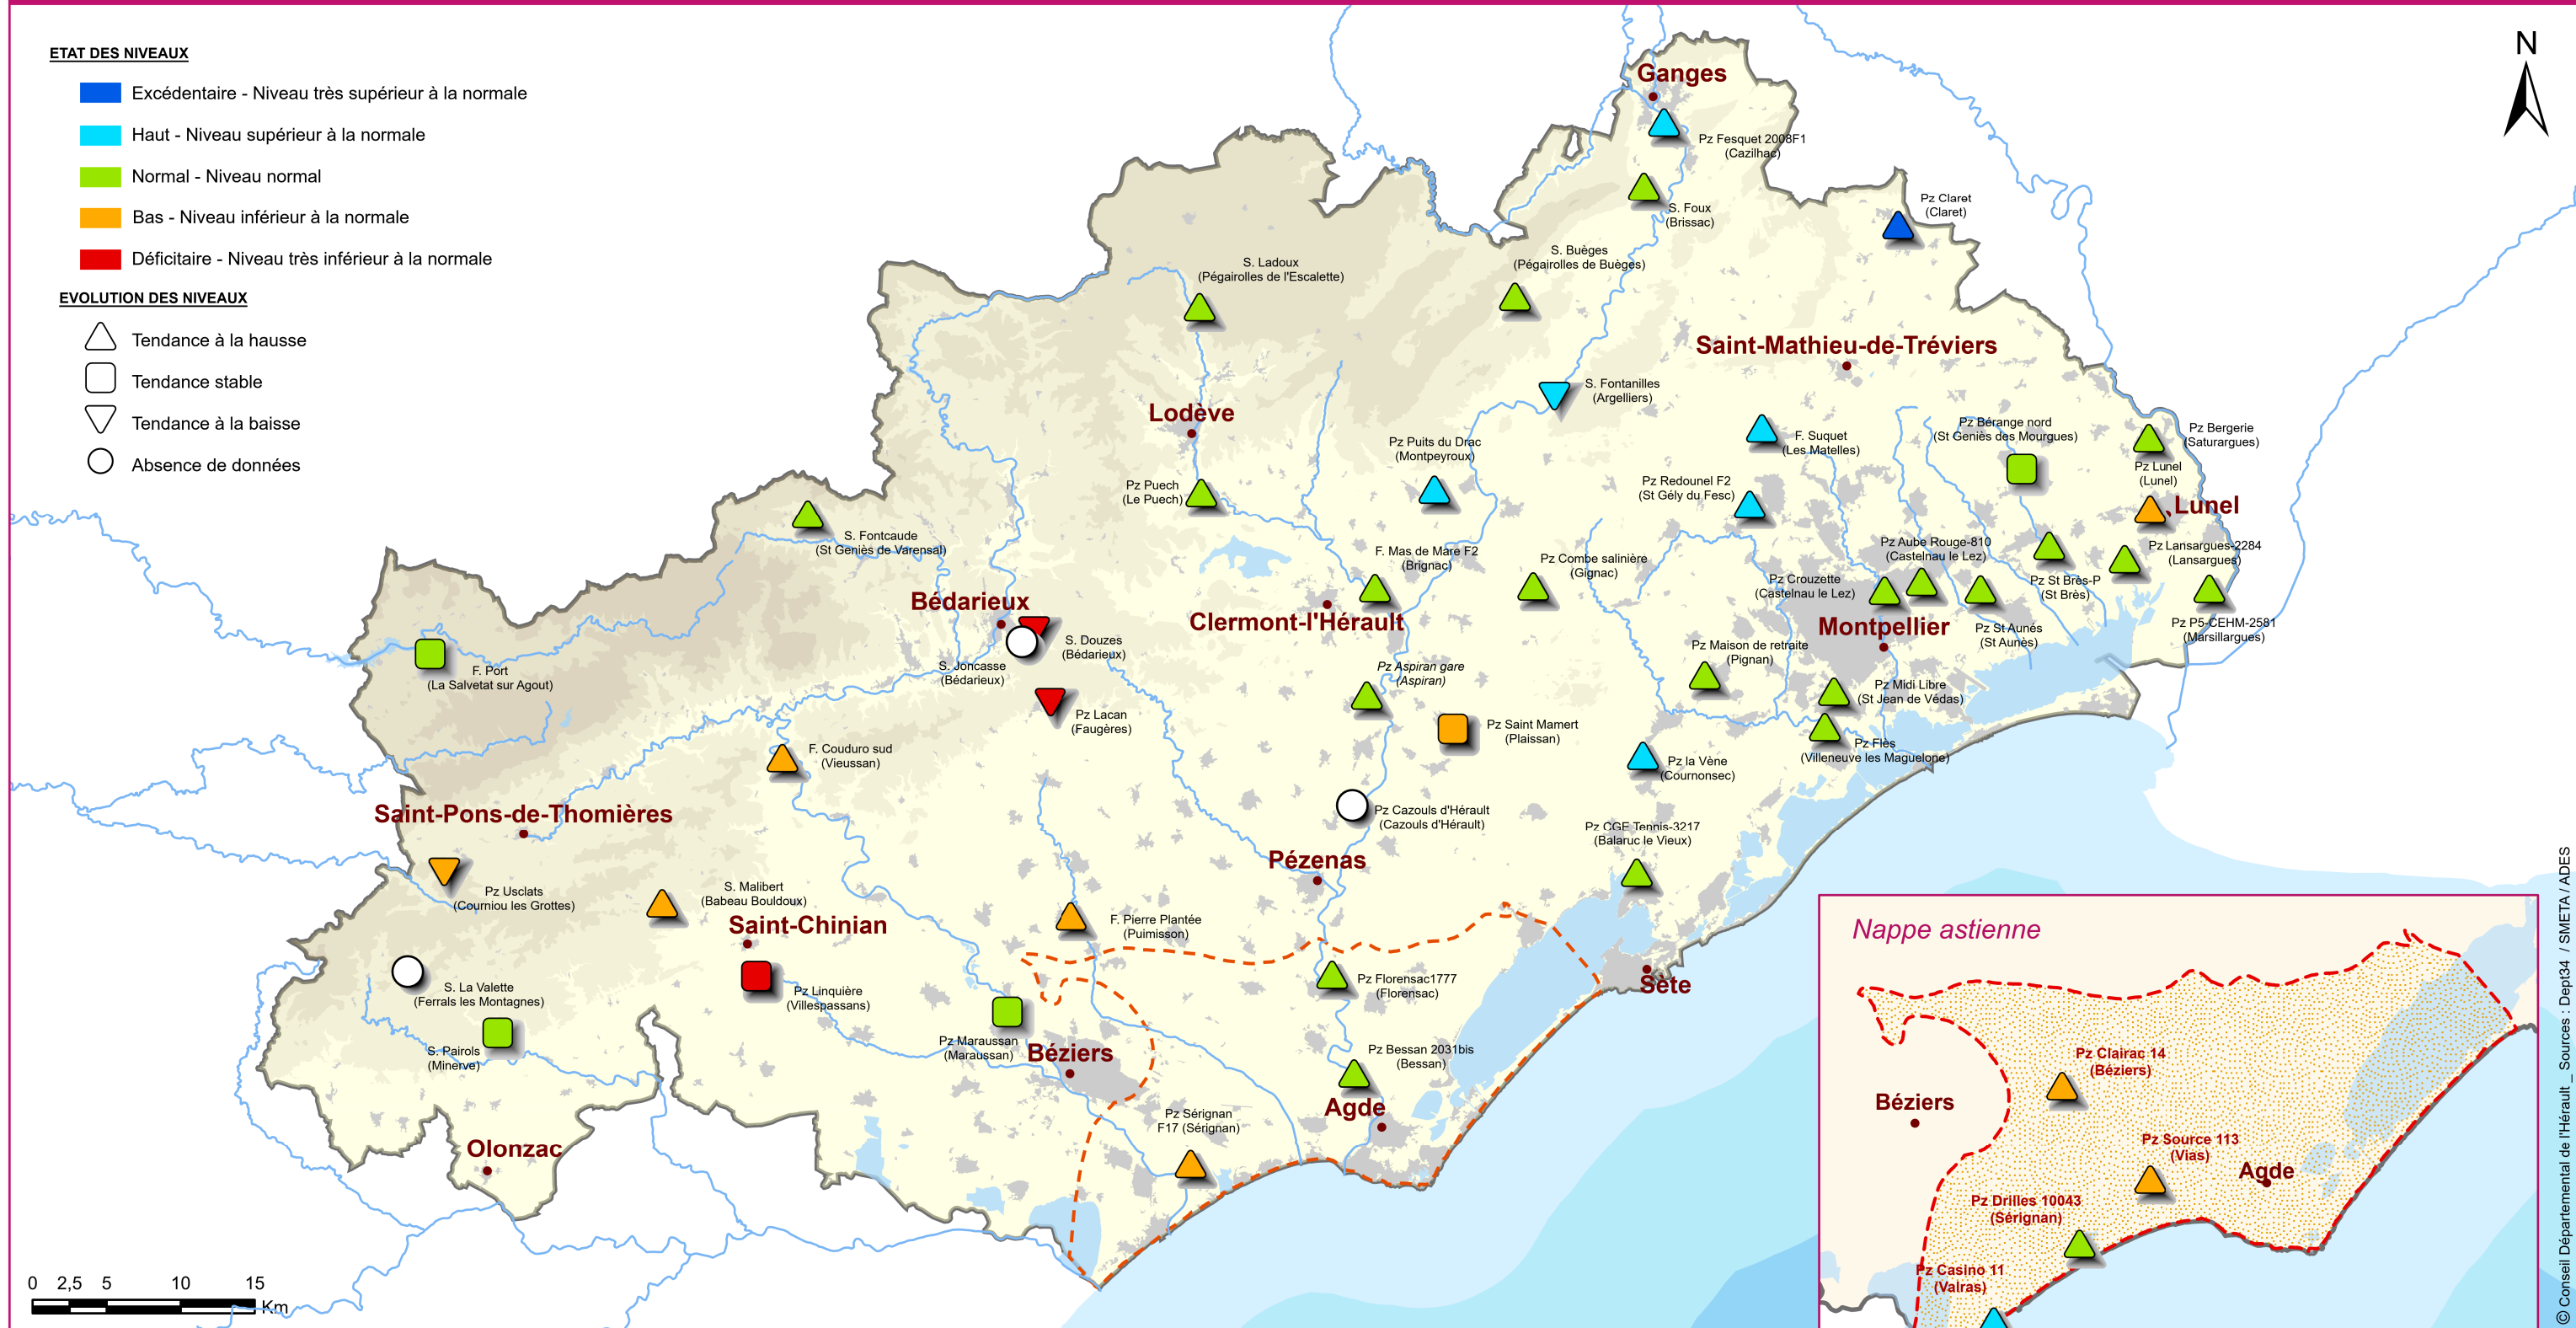 ETAT DES NIVEAUX
Excédentaire - Niveau très supérieur à la normale
Haut - Niveau supérieur à la normale
Normal - Niveau normal
Bas - Niveau inférieur à la normale
Déficitaire - Niveau très inférieur à la normale
EVOLUTION DES NIVEAUX
Tendance à la hausse
Tendance stable
Tendance à la baisse
Absence de données
N
Ganges
Pz Fesquet 2008F1
(Cazilhac)
S. Foux
(Brissac)
Pz Claret
(Claret)
S. Buèges
(Pégairolles de Buèges)
S. Ladoux
(Pégairolles de l'Escalette)
Saint-Mathieu-de-Tréviers
S. Fontanilles
(Argelliers)
Lodève
Pz Puits du Drac
(Montpeyroux)
F. Suquet
(Les Matelles)
Pz Bérange nord
(St Geniès des Mourgues)
Pz Bergerie
(Saturargues)
Pz Lunel
(Lunel)
Lunel
Pz Puech
(Le Puech)
Pz Redounel F2
(St Gély du Fesc)
S. Fontcaude
(St Geniès de Varensal)
F. Mas de Mare F2
(Brignac)
Pz Combe salinière
(Gignac)
Pz Aube Rouge-810
(Castelnau le Lez)
Pz Lansargues-2284
(Lansargues)
Pz Crouzette
(Castelnau le Lez)
Pz St Brès-P
(St Brès)
Bédarieux
Clermont-l'Hérault
Montpellier
Pz St Aunés
(St Aunès)
Pz P5-CEHM-2581
(Marsillargues)
S. Douzes
(Bédarieux)
S. Joncasse
(Bédarieux)
F. Port
(La Salvetat sur Agout)
Pz Aspiran gare
(Aspiran)
Pz Maison de retraite
(Pignan)
Pz Midi Libre
(St Jean de Védas)
Pz Lacan
(Faugères)
Pz Saint Mamert
(Plaissan)
Pz Flès
(Villeneuve les Maguelone)
F. Couduro sud
(Vieussan)
Pz la Vène
(Cournonsec)
Saint-Pons-de-Thomières
Pz Cazouls d'Hérault
(Cazouls d'Hérault)
Pz CGE Tennis-3217
(Balaruc le Vieux)
Pézenas
Pz Usclats
(Courniou les Grottes)
S. Malibert
(Babeau Bouldoux)
Saint-Chinian
F. Pierre Plantée
(Puimisson)
S. La Valette
(Ferrals les Montagnes)
Pz Linquière
(Villespassans)
Pz Florensac1777
(Florensac)
Sète
S. Pairols
(Minerve)
Pz Maraussan
(Maraussan)
Béziers
Pz Bessan 2031bis
(Bessan)
Agde
Pz Sérignan
F17 (Sérignan)
Olonzac
0 2,5 5 10 15
Km
Nappe astienne
Pz Clairac 14
(Béziers)
Béziers
Pz Source 113
(Vias)
Agde
Pz Drilles 10043
(Sérignan)
Pz Casino 11
(Valras)
© Conseil Départemental de l'Hérault _ Sources : Dept34 / SMETA / ADES